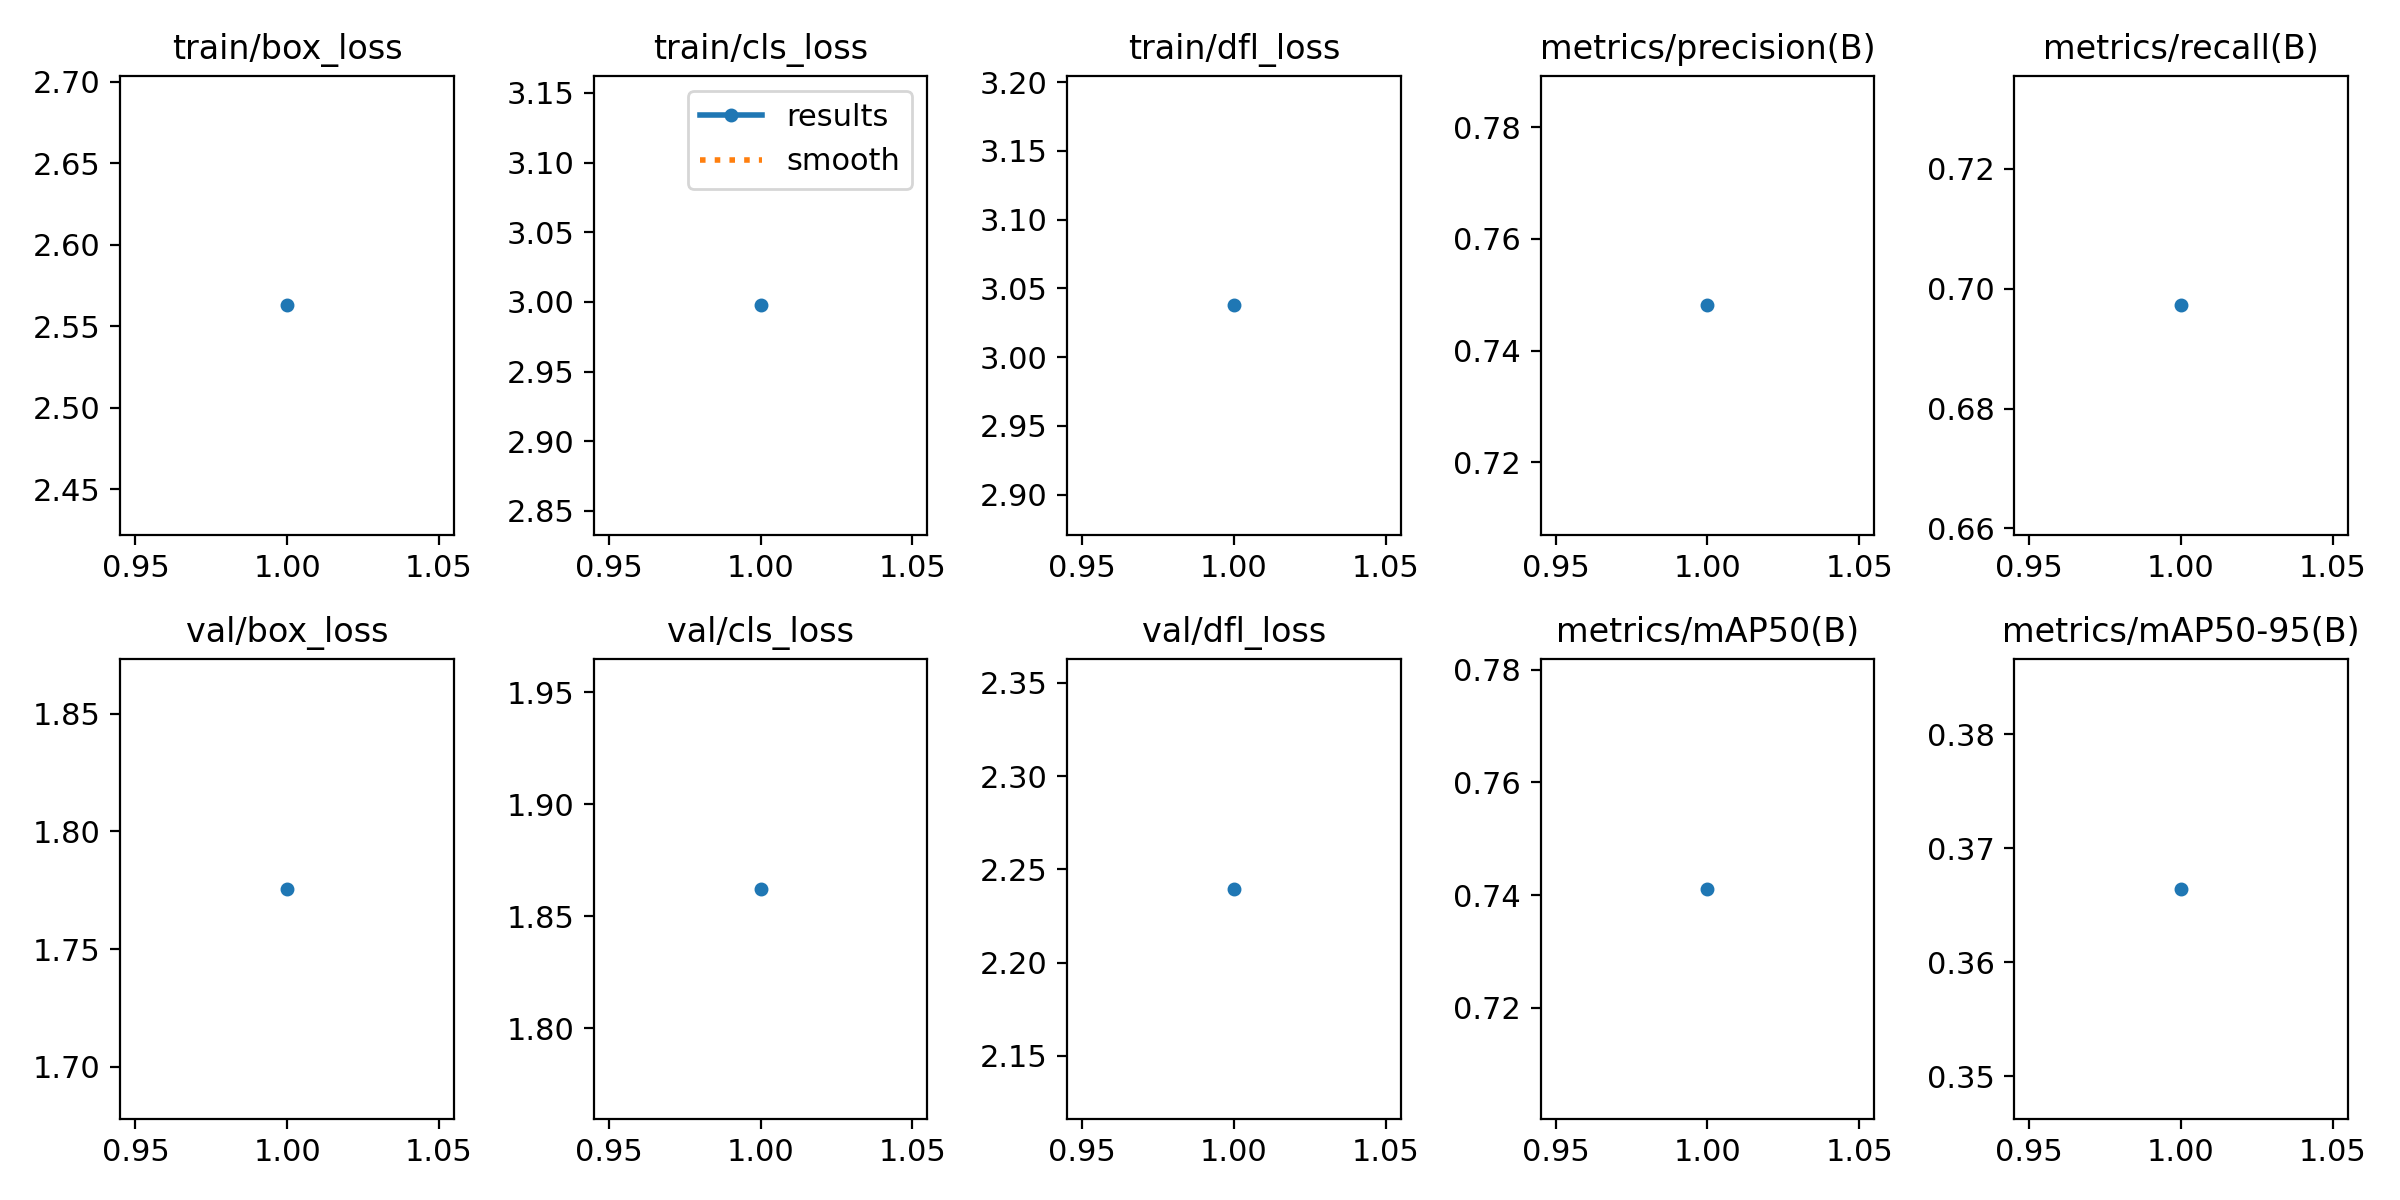 train/box_loss
2.70
2.65
2.60
2.55
2.50
2.45
0.95 1.00 1.05
train/cls_loss
results
smooth
3.15
3.10
3.05
3.00
2.95
2.90
2.85
0.95 1.00 1.05
train/dfl_loss
3.20
3.15
3.10
3.05
3.00
2.95
2.90
0.95 1.00 1.05
metrics/precision(B)
0.78
0.76
0.74
0.72
0.95 1.00 1.05
metrics/recall(B)
0.72
0.70
0.68
0.66
0.95 1.00 1.05
val/box_loss
1.85
1.80
1.75
1.70
0.95 1.00 1.05
val/cls_loss
1.95
1.90
1.85
1.80
0.95 1.00 1.05
val/dfl_loss
2.35
2.30
2.25
2.20
2.15
0.95 1.00 1.05
metrics/mAP50(B)
0.78
0.76
0.74
0.72
0.95 1.00 1.05
metrics/mAP50-95(B)
0.38
0.37
0.36
0.35
0.95 1.00 1.05